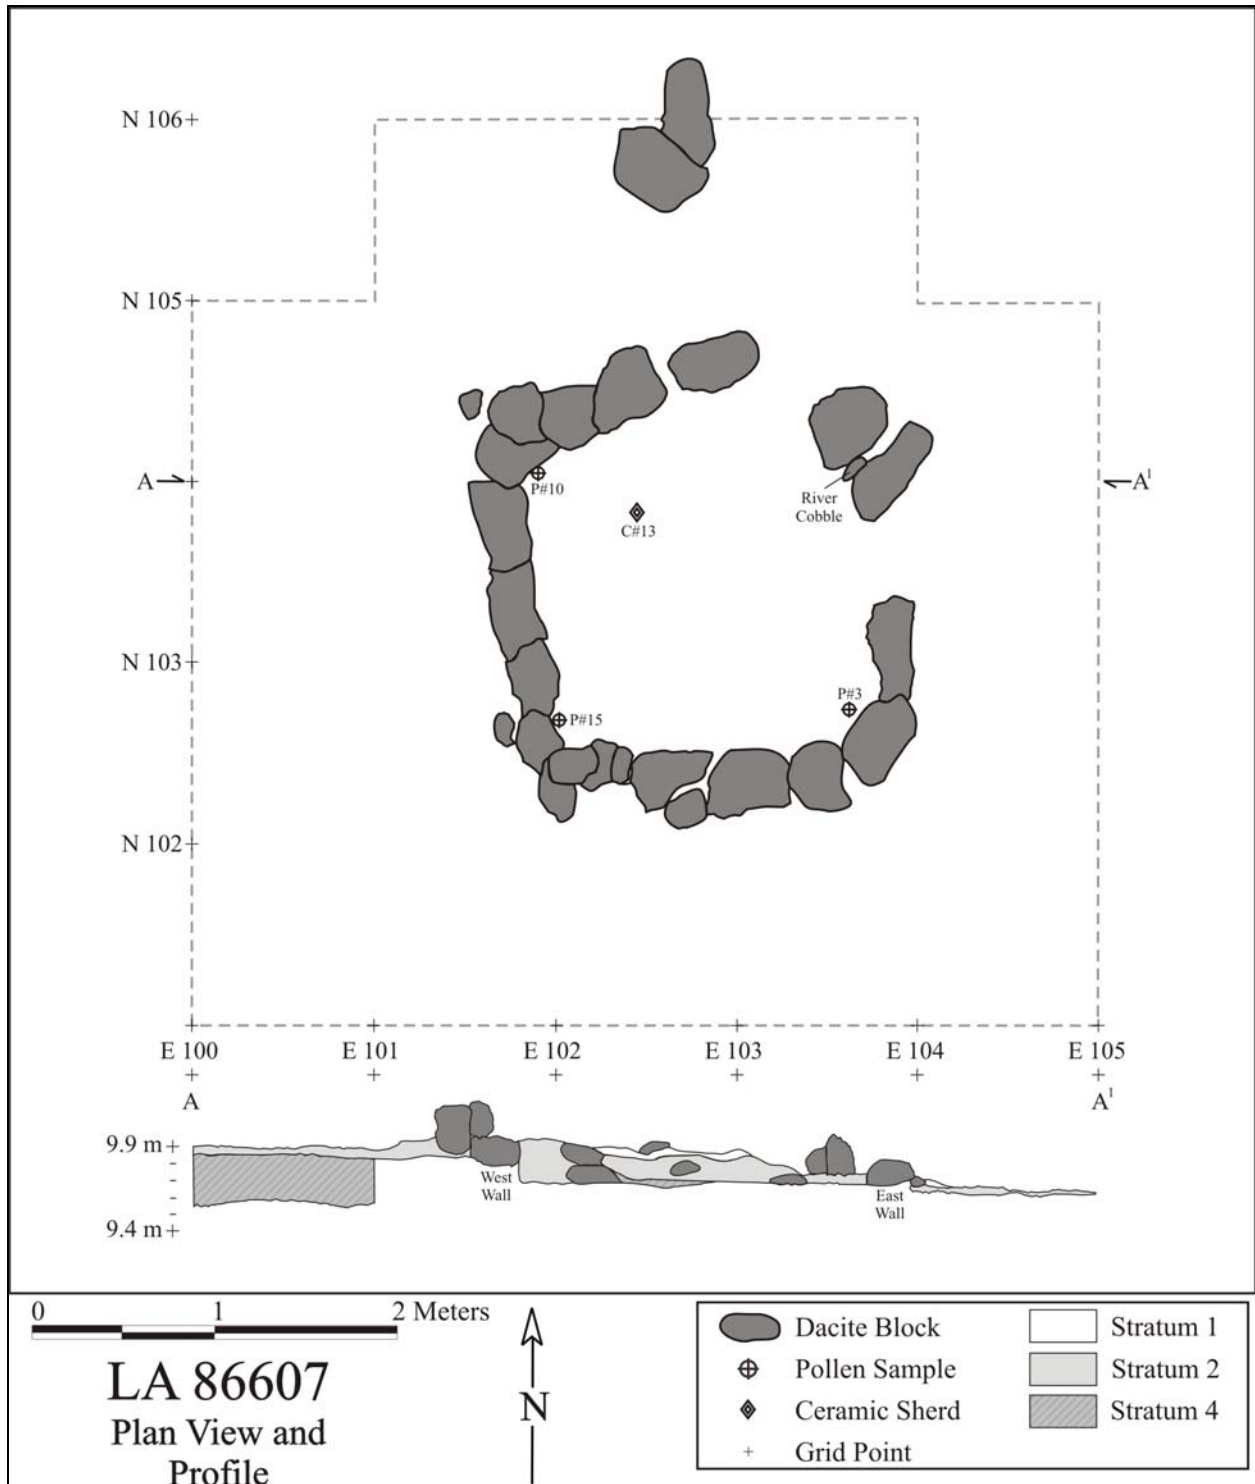 N 106
N 105
A
A¹
P#10
C#13
River
Cobble
N 103
P#3
P#15
N 102
E 100
E 101
E 102
E 103
E 104
E 105
A
A¹
9.9 m
West
Wall
East
Wall
9.4 m
0 1 2 Meters
LA 86607
Plan View and
Profile
N
Dacite Block
Pollen Sample
Ceramic Sherd
Grid Point
Stratum 1
Stratum 2
Stratum 4